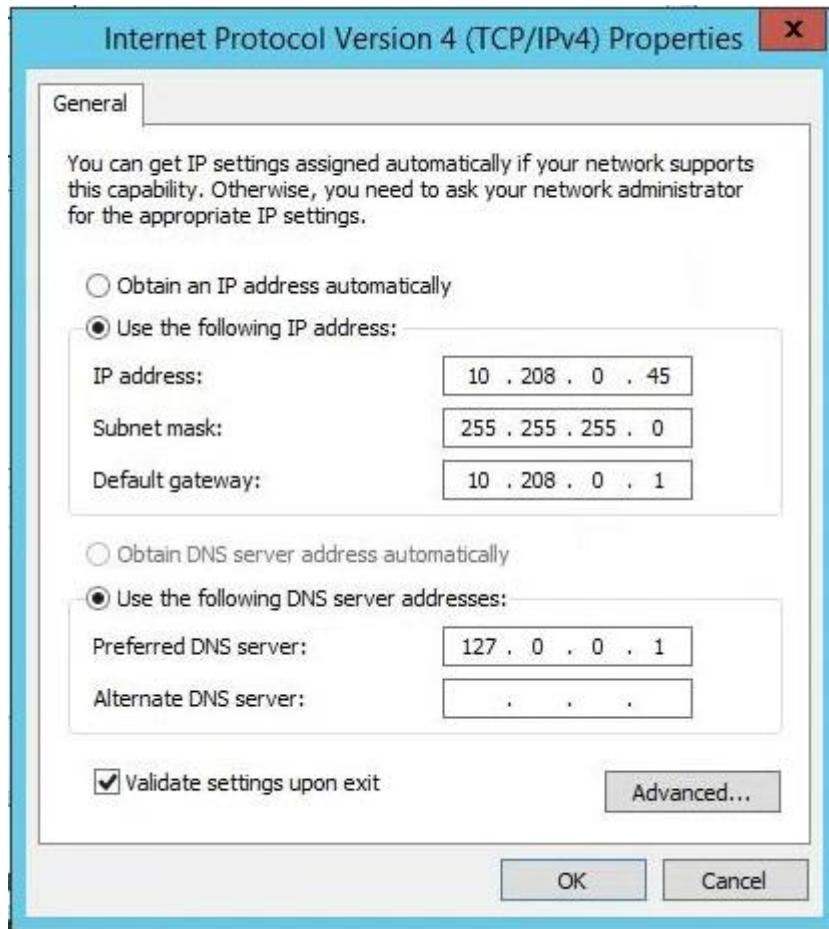 Internet Protocol Version 4 (TCP/IPv4) Properties
x
General
You can get IP settings assigned automatically if your network supports
this capability. Otherwise, you need to ask your network administrator
for the appropriate IP settings.
Obtain an IP address automatically
Use the following IP address:
IP address: 10 . 208 . 0 . 45
Subnet mask: 255 . 255 . 255 . 0
Default gateway: 10 . 208 . 0 . 1
Obtain DNS server address automatically
Use the following DNS server addresses:
Preferred DNS server: 127 . 0 . 0 . 1
Alternate DNS server: . . .
Validate settings upon exit
Advanced...
OK Cancel